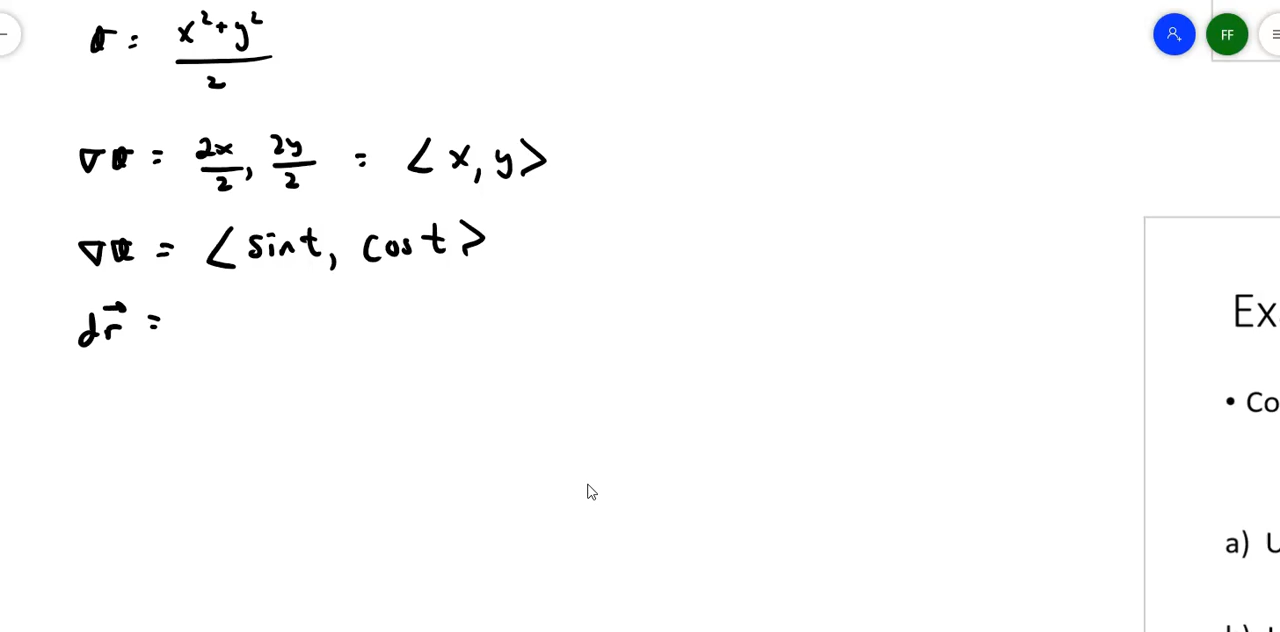 = x²+y² / 2
∇ = 2x/2, 2y/2 = < x, y >
∇ = < sin t, cos t >
dr⃗ =
FF
Ex
• Co
a) U